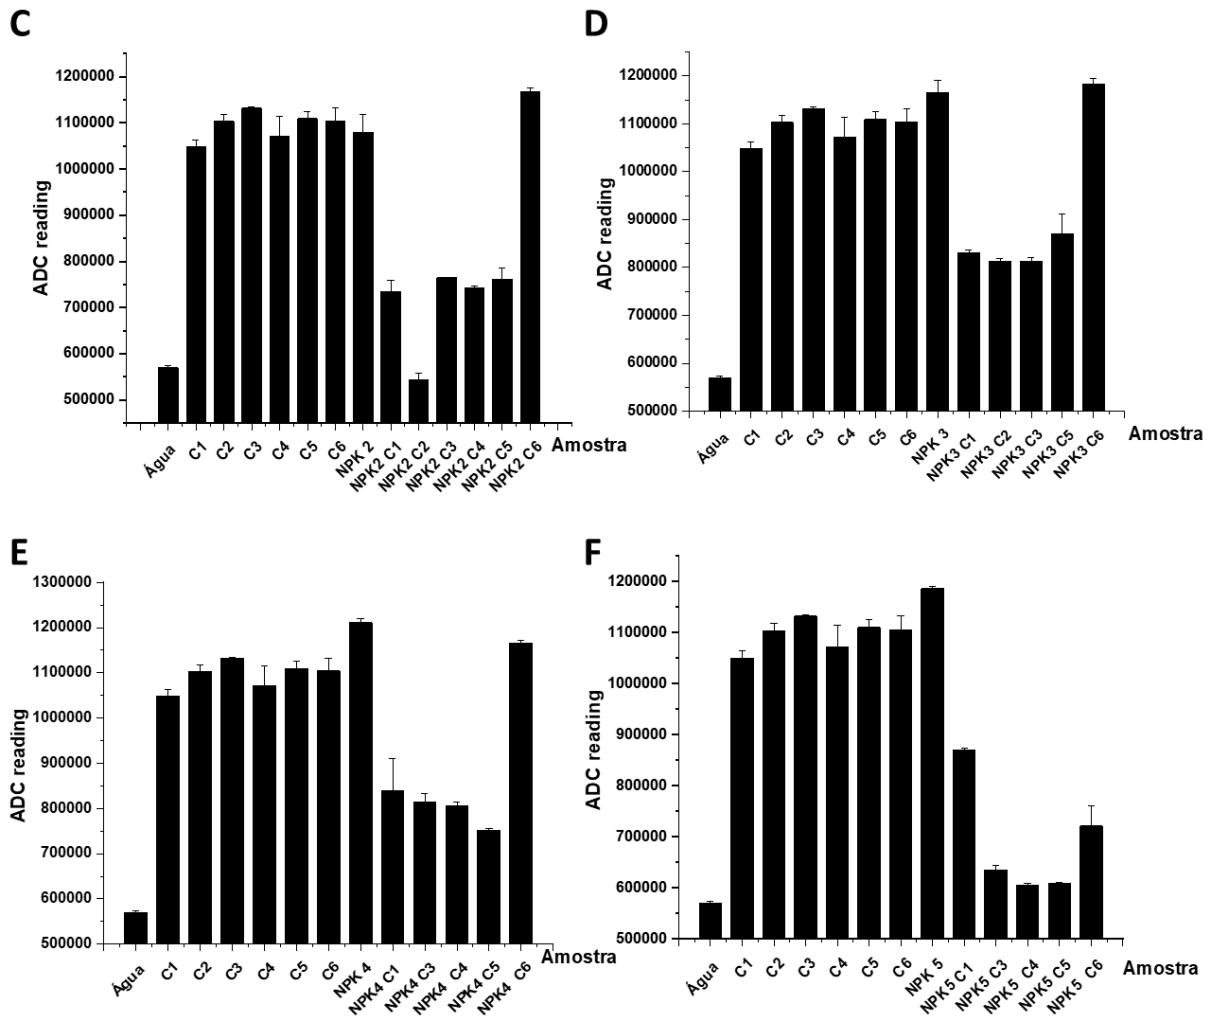 C
1200000
1100000
1000000
900000
800000
700000
600000
500000
ADC reading
Água
C1
C2
C3
C4
C5
C6
NPK 2
NPK2 C1
NPK2 C2
NPK2 C3
NPK2 C4
NPK2 C5
NPK2 C6
Amostra
D
1200000
1100000
1000000
900000
800000
700000
600000
500000
ADC reading
Água
C1
C2
C3
C4
C5
C6
NPK 3
NPK3 C1
NPK3 C2
NPK3 C3
NPK3 C5
NPK3 C6
Amostra
E
1300000
1200000
1100000
1000000
900000
800000
700000
600000
500000
ADC reading
Água
C1
C2
C3
C4
C5
C6
NPK 4
NPK4 C1
NPK4 C3
NPK4 C4
NPK4 C5
NPK4 C6
Amostra
F
1200000
1100000
1000000
900000
800000
700000
600000
500000
ADC reading
Água
C1
C2
C3
C4
C5
C6
NPK 5
NPK5 C1
NPK5 C3
NPK5 C4
NPK5 C5
NPK5 C6
Amostra